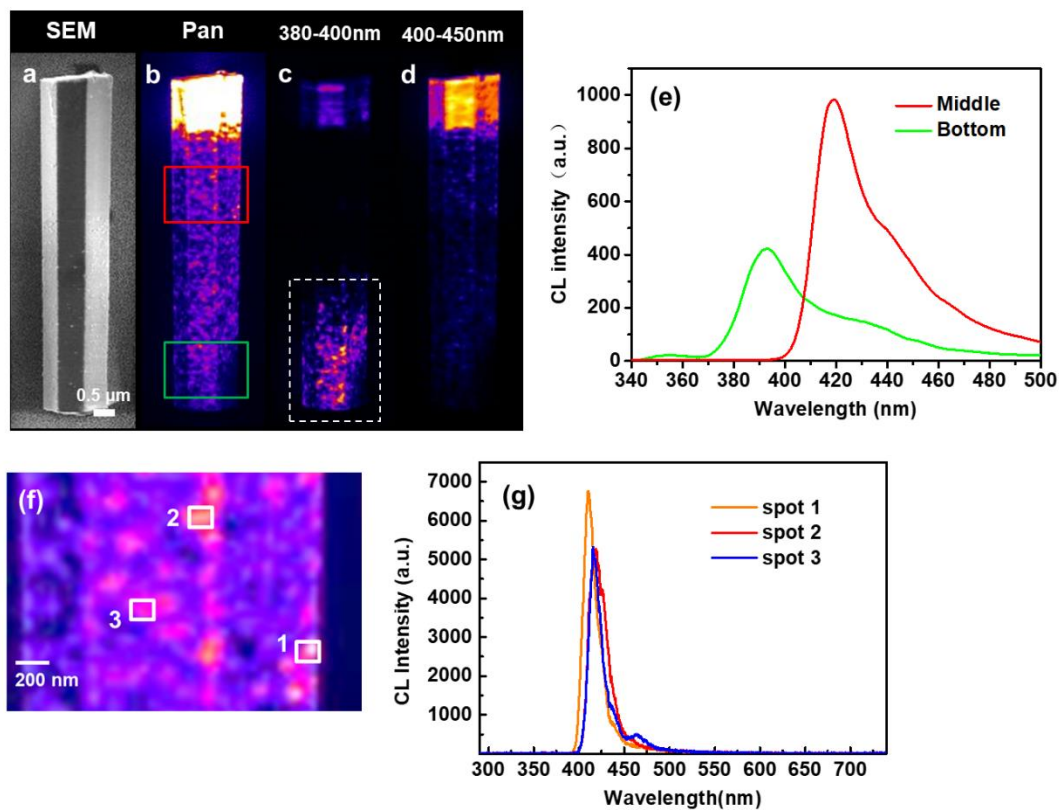 SEM Pan 380-400nm 400-450nm
a b c d
0.5 µm
(e)
Middle
Bottom
CL intensity (a.u.)
1000
800
600
400
200
0
340 360 380 400 420 440 460 480 500
Wavelength (nm)
(f)
2
3
1
200 nm
(g)
spot 1
spot 2
spot 3
CL Intensity (a.u.)
7000
6000
5000
4000
3000
2000
1000
300 350 400 450 500 550 600 650 700
Wavelength(nm)